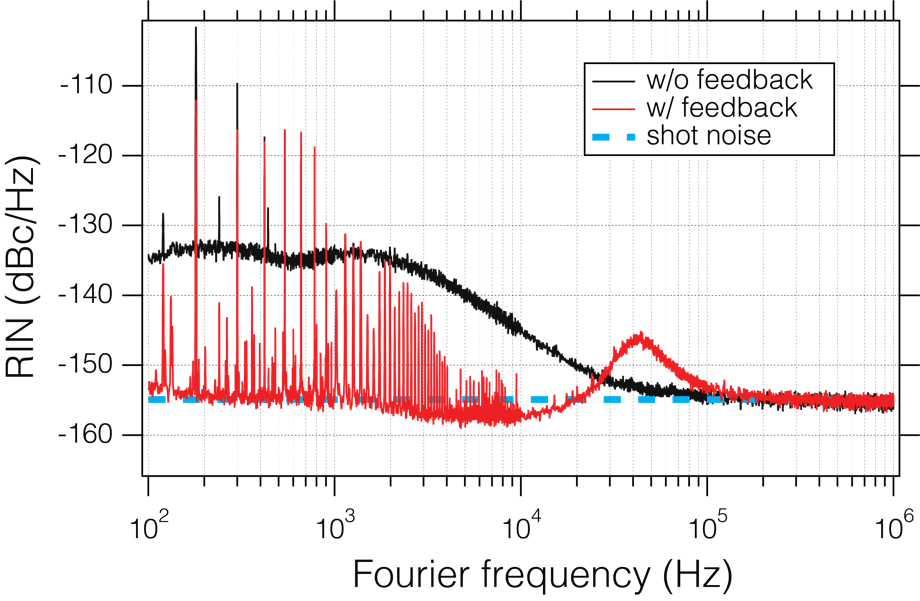 RIN (dBc/Hz)
-110
-120
-130
-140
-150
-160
w/o feedback
w/ feedback
shot noise
10² 10³ 10⁴ 10⁵ 10⁶
Fourier frequency (Hz)